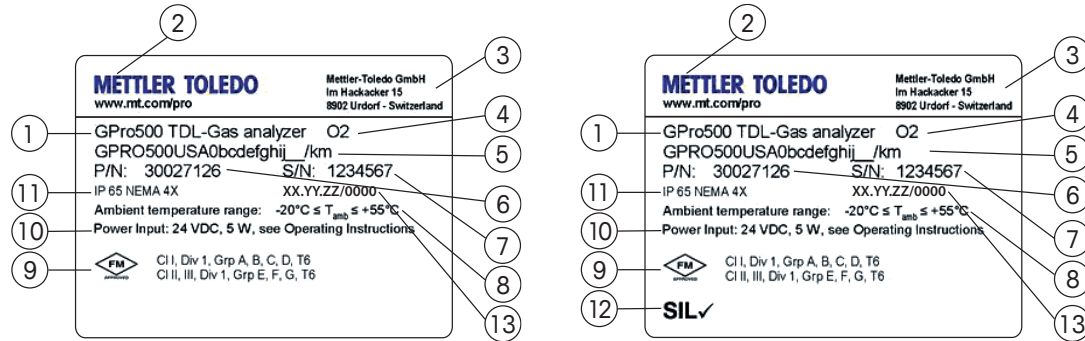 2
3
METTLER TOLEDO
www.mt.com/pro
Mettler-Toledo GmbH
Im Hackacker 15
8902 Urdorf - Switzerland
4
1
GPro500 TDL-Gas analyzer O2
GPRO500USA0bcdefghij__/km
5
P/N: 30027126 S/N: 1234567
11
IP 65 NEMA 4X XX.YY.ZZ/0000
6
Ambient temperature range: -20°C ≤ Tamb ≤ +55°C
10
Power Input: 24 VDC, 5 W, see Operating Instructions
7
9
FM
APPROVED
CI I, Div 1, Grp A, B, C, D, T6
CI II, III, Div 1, Grp E, F, G, T6
8
13
2
3
METTLER TOLEDO
www.mt.com/pro
Mettler-Toledo GmbH
Im Hackacker 15
8902 Urdorf - Switzerland
4
1
GPro500 TDL-Gas analyzer O2
GPRO500USA0bcdefghij__/km
5
P/N: 30027126 S/N: 1234567
11
IP 65 NEMA 4X XX.YY.ZZ/0000
6
Ambient temperature range: -20°C ≤ Tamb ≤ +55°C
10
Power Input: 24 VDC, 5 W, see Operating Instructions
7
9
FM
APPROVED
CI I, Div 1, Grp A, B, C, D, T6
CI II, III, Div 1, Grp E, F, G, T6
8
12
SIL✓
13